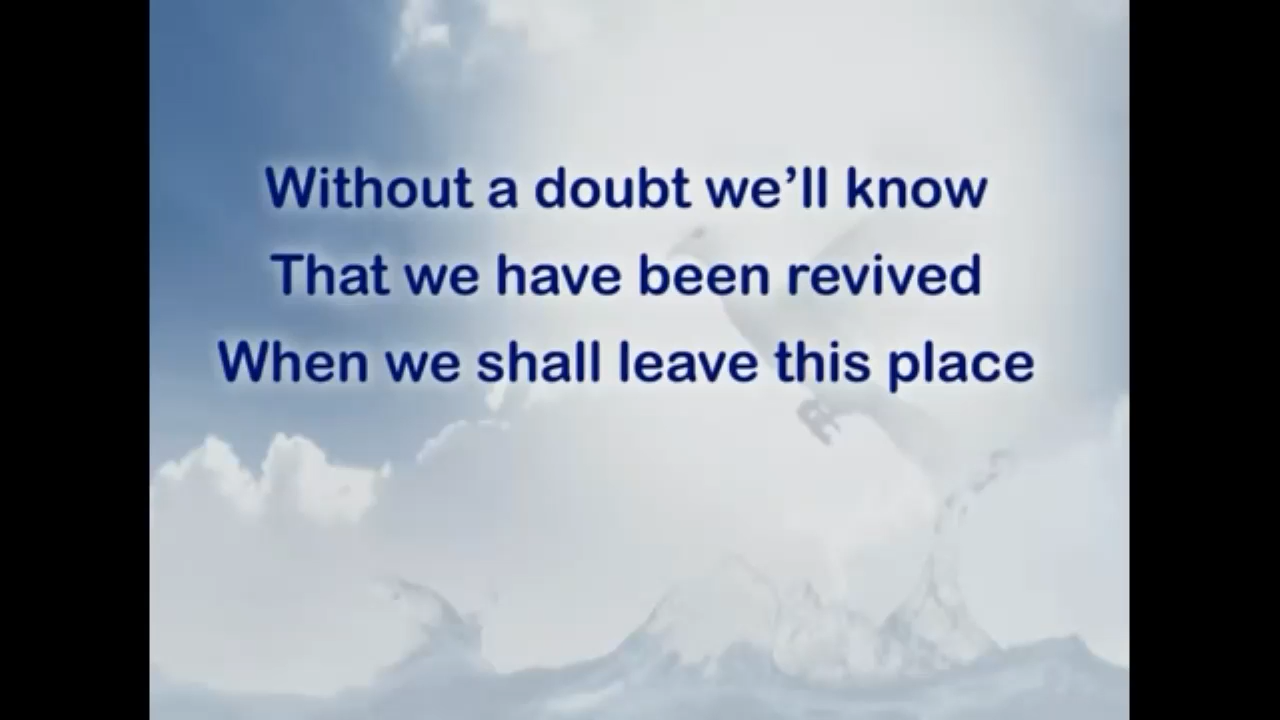 Without a doubt we’ll know
That we have been revived
When we shall leave this place